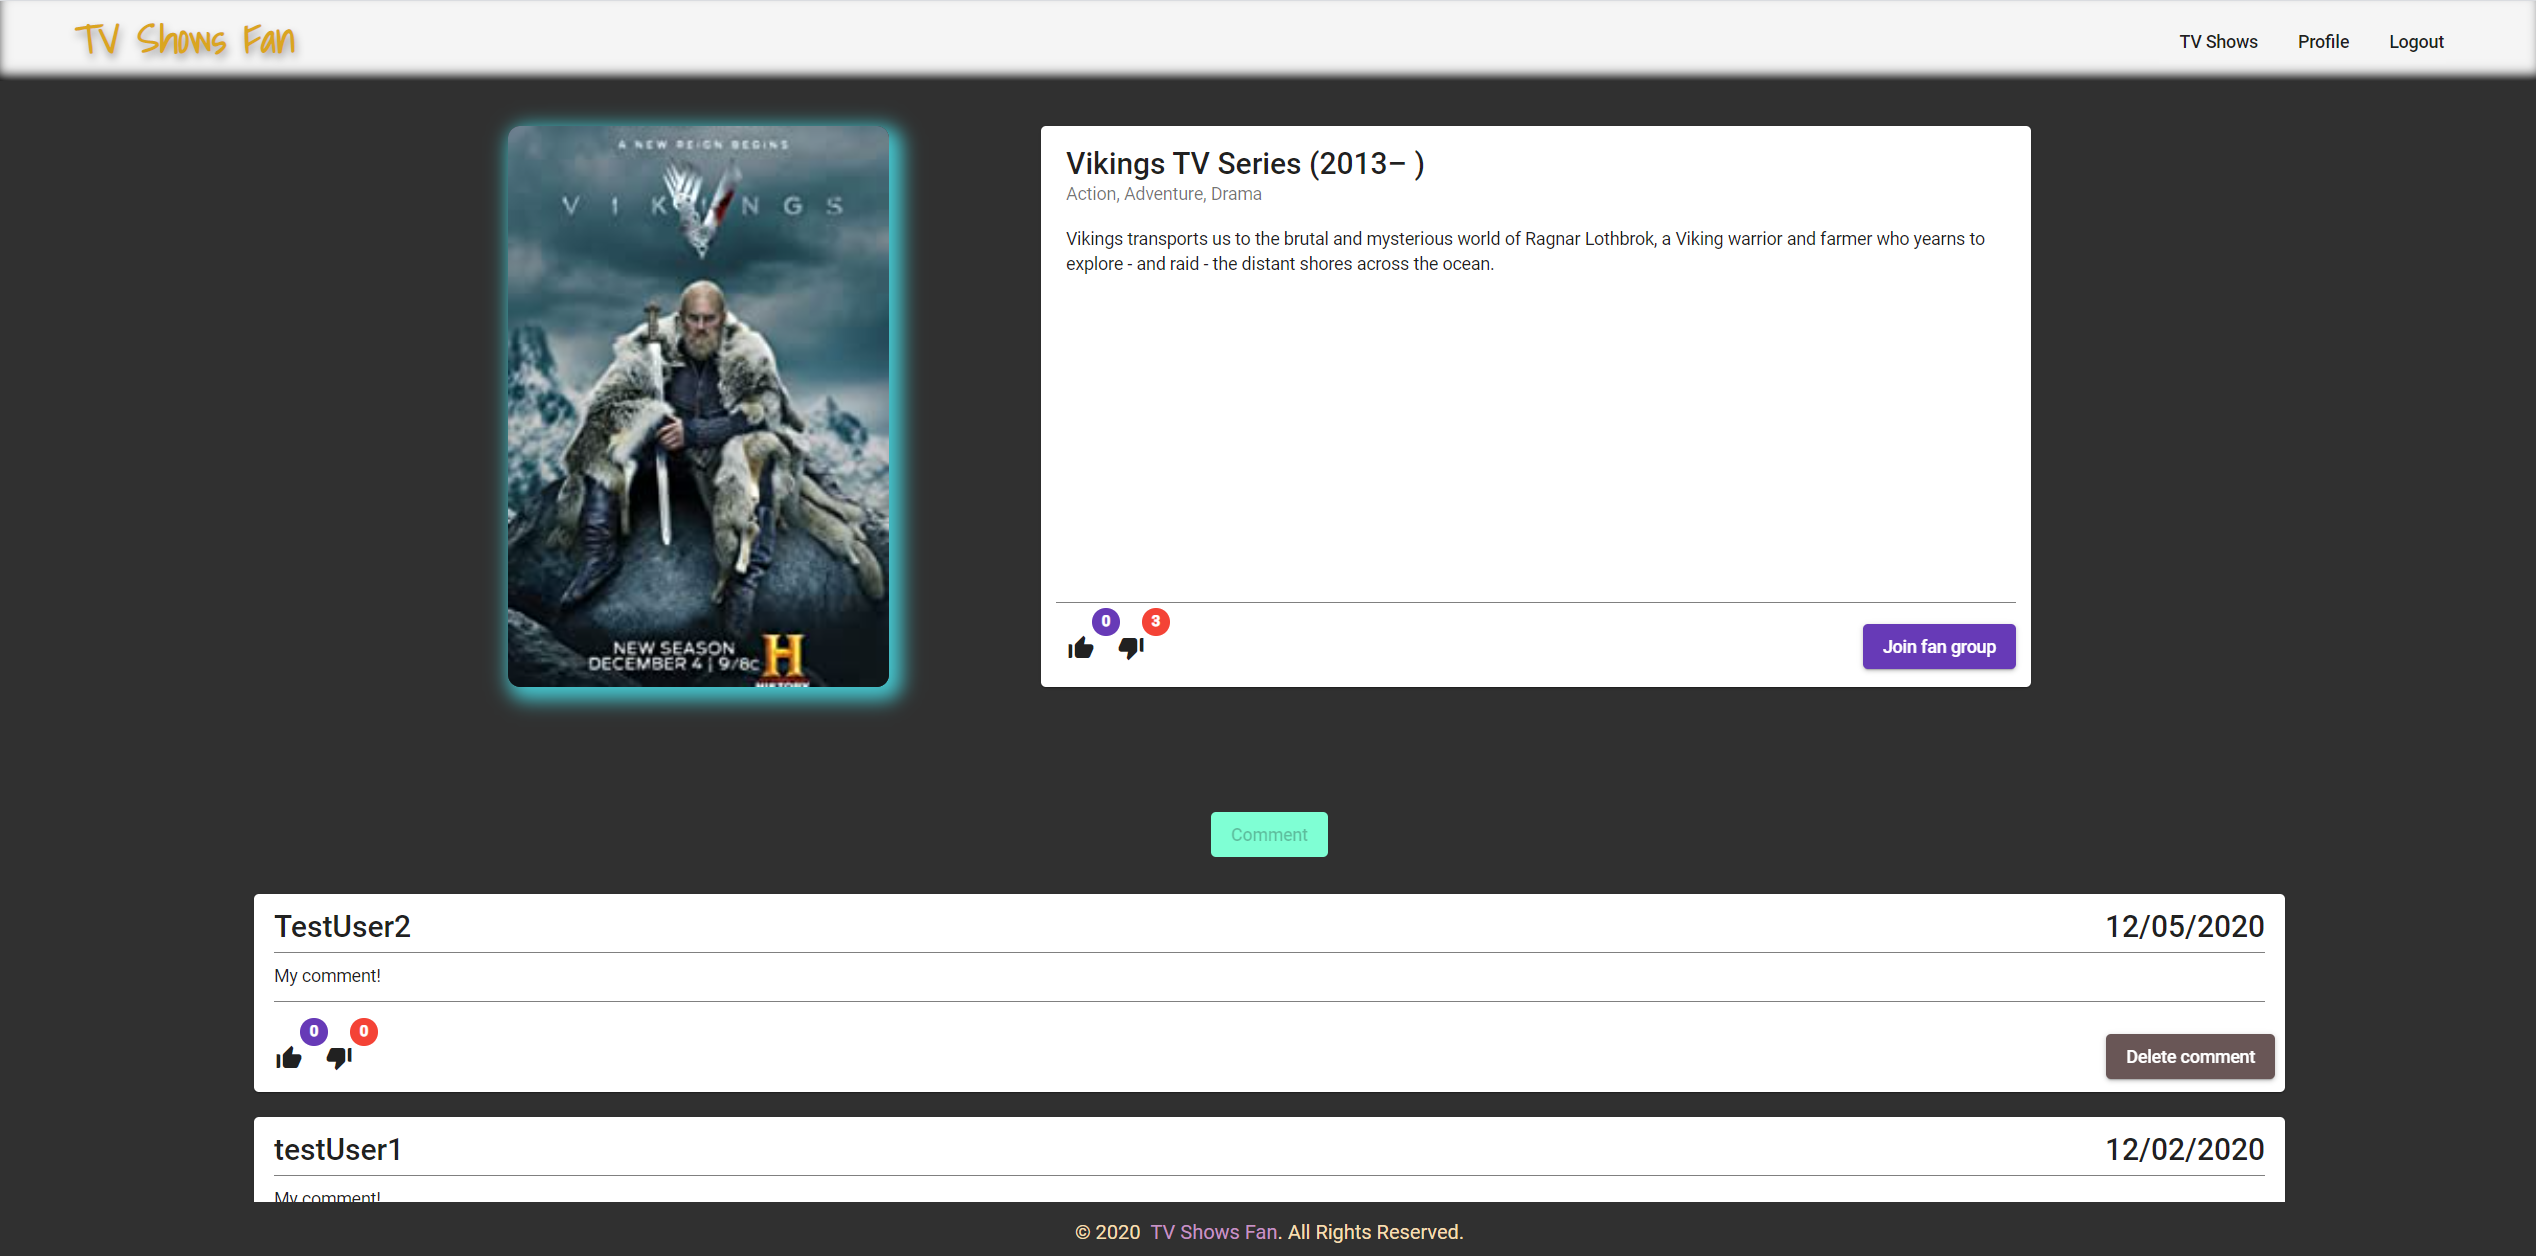 TV Shows Fan
TV Shows
Profile
Logout
A NEW REIGN BEGINS
VIKINGS
NEW SEASON
DECEMBER 4 | 9/8c
H
HISTORY
Vikings TV Series (2013– )
Action, Adventure, Drama
Vikings transports us to the brutal and mysterious world of Ragnar Lothbrok, a Viking warrior and farmer who yearns to
explore - and raid - the distant shores across the ocean.
0
3
Join fan group
Comment
TestUser2
12/05/2020
My comment!
0
0
Delete comment
testUser1
12/02/2020
My comment!
© 2020 TV Shows Fan. All Rights Reserved.